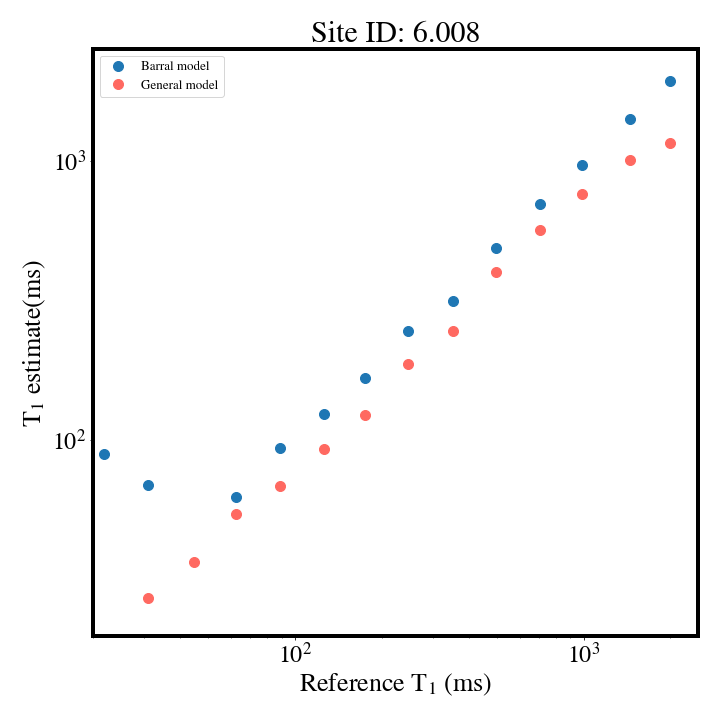 Site ID: 6.008
Barral model
General model
10³
10²
T₁ estimate(ms)
10²
10³
Reference T₁ (ms)